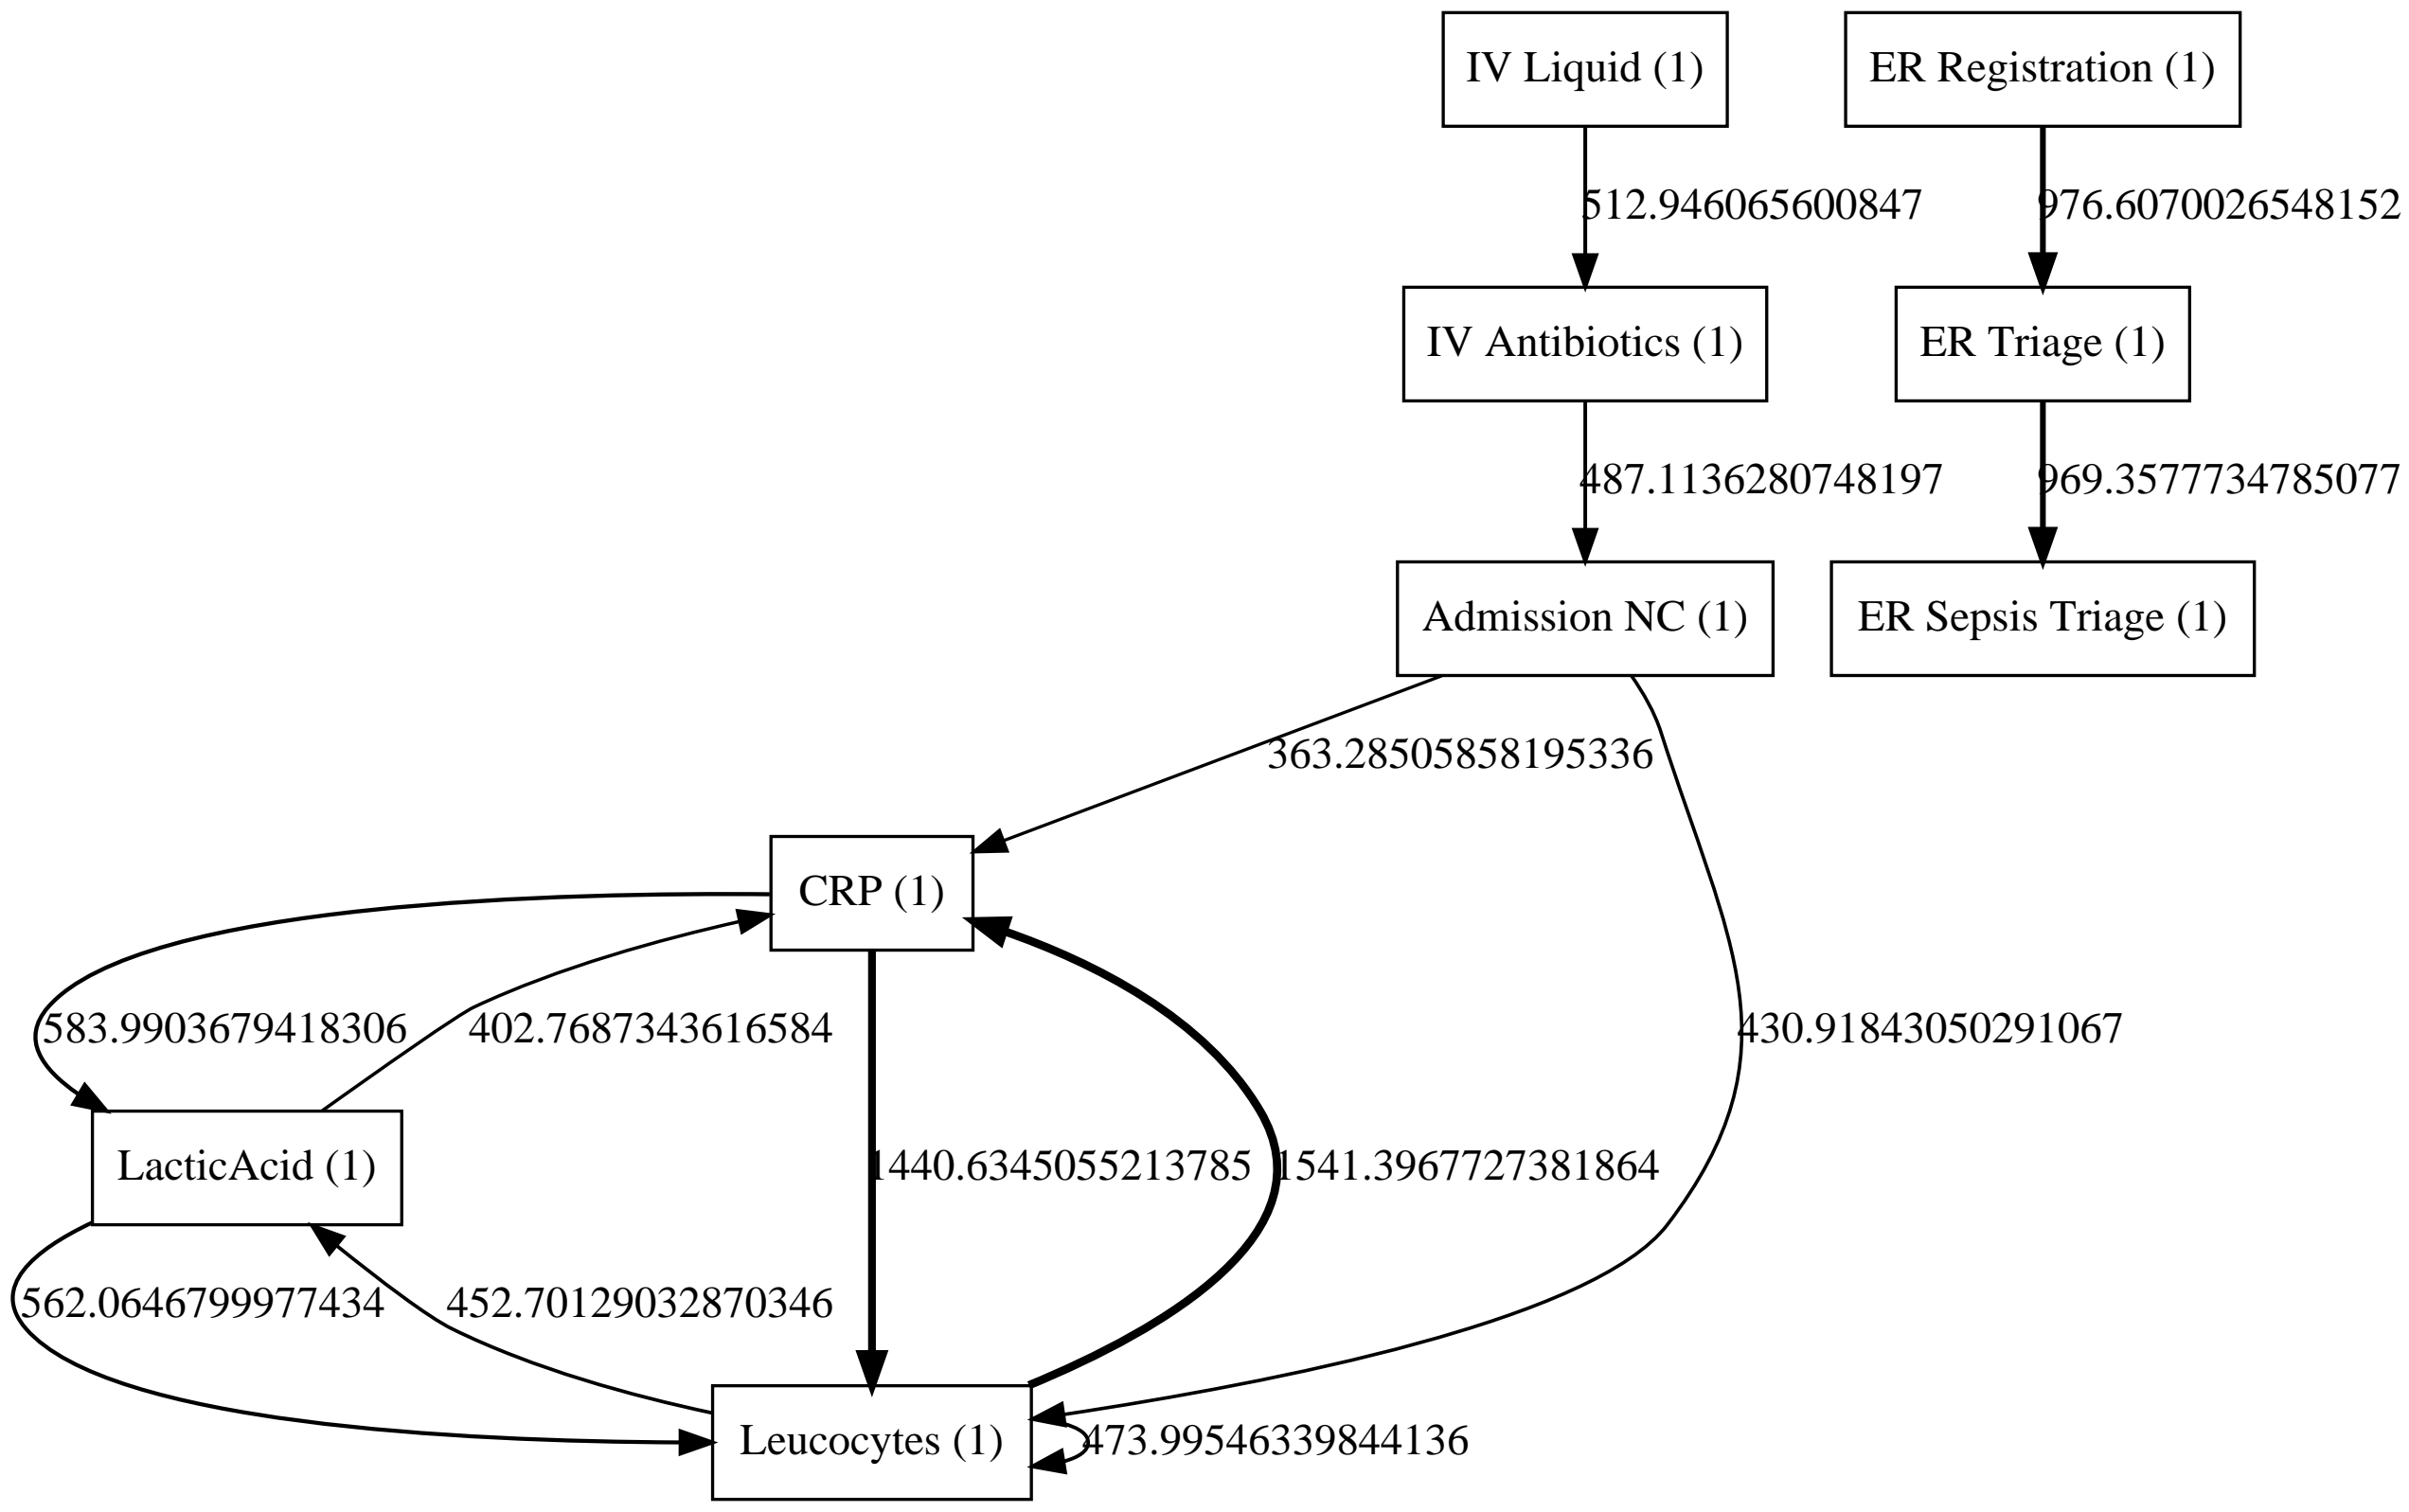 IV Liquid (1)
ER Registration (1)
512.946065600847
976.6070026548152
IV Antibiotics (1)
ER Triage (1)
487.1136280748197
969.3577734785077
Admission NC (1)
ER Sepsis Triage (1)
363.28505858195336
CRP (1)
583.9903679418306
402.7687343616584
430.91843050291067
LacticAcid (1)
1440.6345055213785
1541.3967727381864
562.0646799977434
452.70129032870346
Leucocytes (1)
473.99546339844136